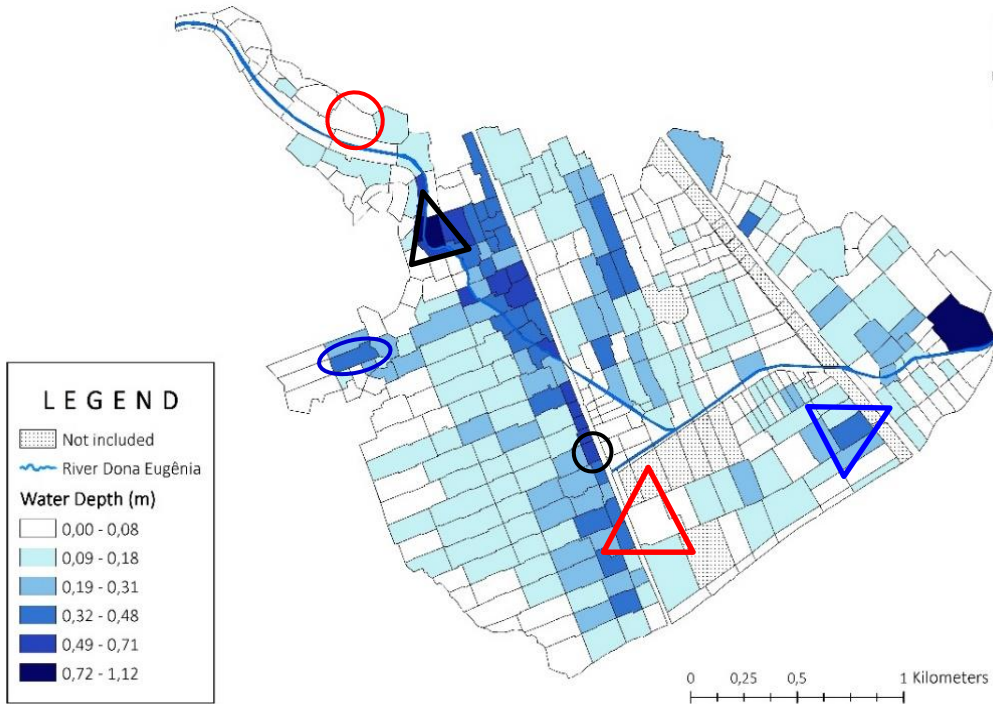 LEGEND
Not included
River Dona Eugênia
Water Depth (m)
0,00 - 0,08
0,09 - 0,18
0,19 - 0,31
0,32 - 0,48
0,49 - 0,71
0,72 - 1,12
0 0,25 0,5 1 Kilometers